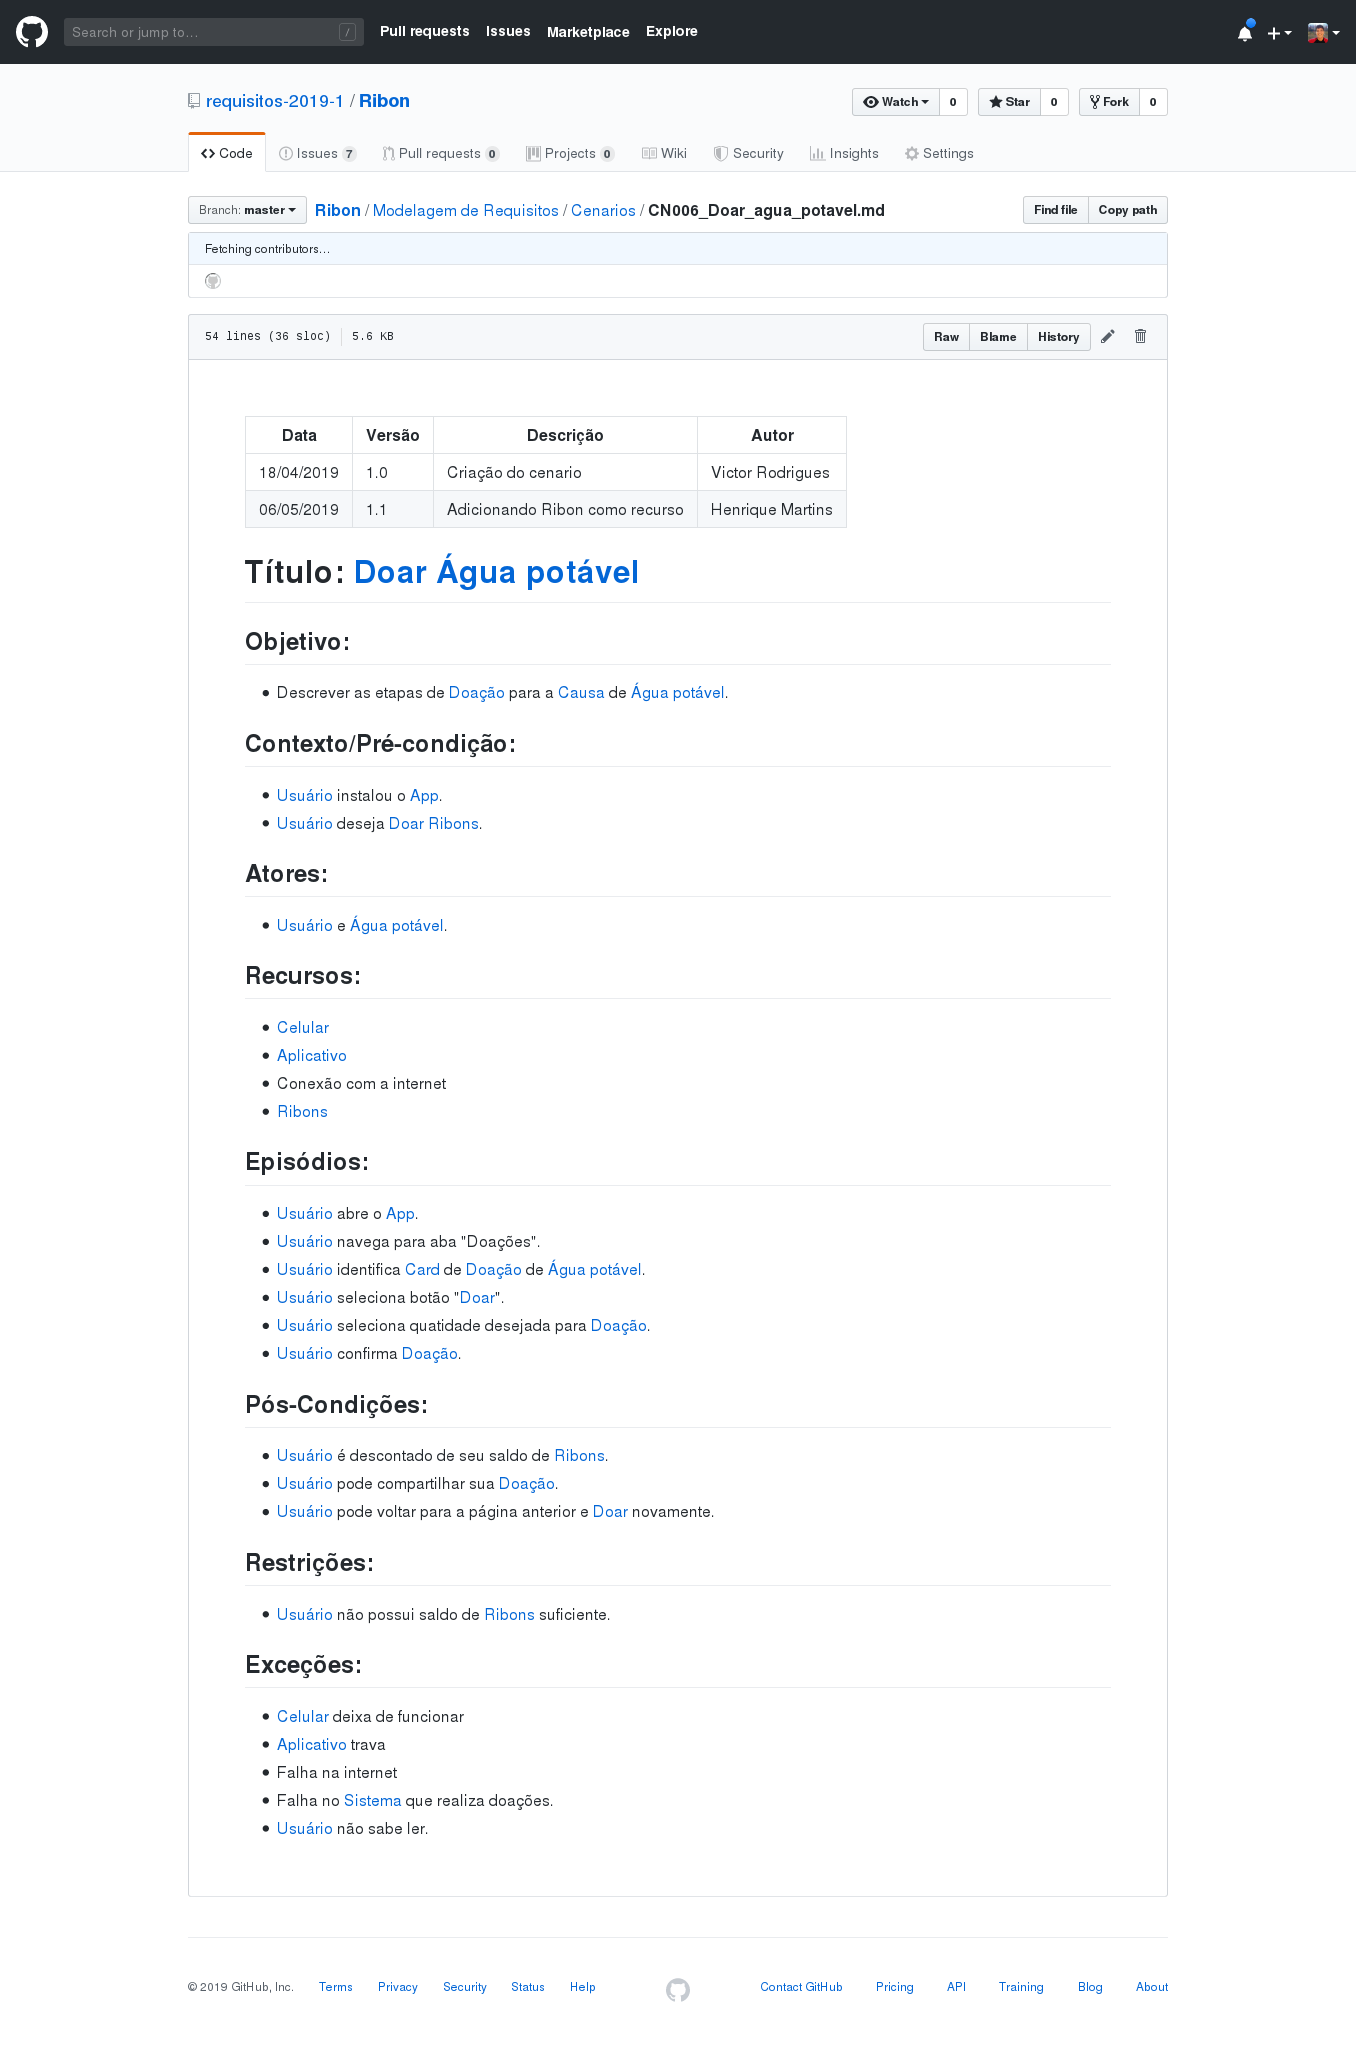 Search or jump to… /
Pull requests Issues Marketplace Explore
requisitos-2019-1 / Ribon
Watch 0 Star 0 Fork 0
Code Issues 7 Pull requests 0 Projects 0 Wiki Security Insights Settings
Branch: master Ribon / Modelagem de Requisitos / Cenarios / CN006_Doar_agua_potavel.md Find file Copy path
Fetching contributors…
54 lines (36 sloc) 5.6 KB Raw Blame History
Data Versão Descrição Autor
18/04/2019 1.0 Criação do cenario Victor Rodrigues
06/05/2019 1.1 Adicionando Ribon como recurso Henrique Martins
Título: Doar Água potável
Objetivo:
Descrever as etapas de Doação para a Causa de Água potável.
Contexto/Pré-condição:
Usuário instalou o App.
Usuário deseja Doar Ribons.
Atores:
Usuário e Água potável.
Recursos:
Celular
Aplicativo
Conexão com a internet
Ribons
Episódios:
Usuário abre o App.
Usuário navega para aba "Doações".
Usuário identifica Card de Doação de Água potável.
Usuário seleciona botão "Doar".
Usuário seleciona quatidade desejada para Doação.
Usuário confirma Doação.
Pós-Condições:
Usuário é descontado de seu saldo de Ribons.
Usuário pode compartilhar sua Doação.
Usuário pode voltar para a página anterior e Doar novamente.
Restrições:
Usuário não possui saldo de Ribons suficiente.
Exceções:
Celular deixa de funcionar
Aplicativo trava
Falha na internet
Falha no Sistema que realiza doações.
Usuário não sabe ler.
© 2019 GitHub, Inc. Terms Privacy Security Status Help Contact GitHub Pricing API Training Blog About